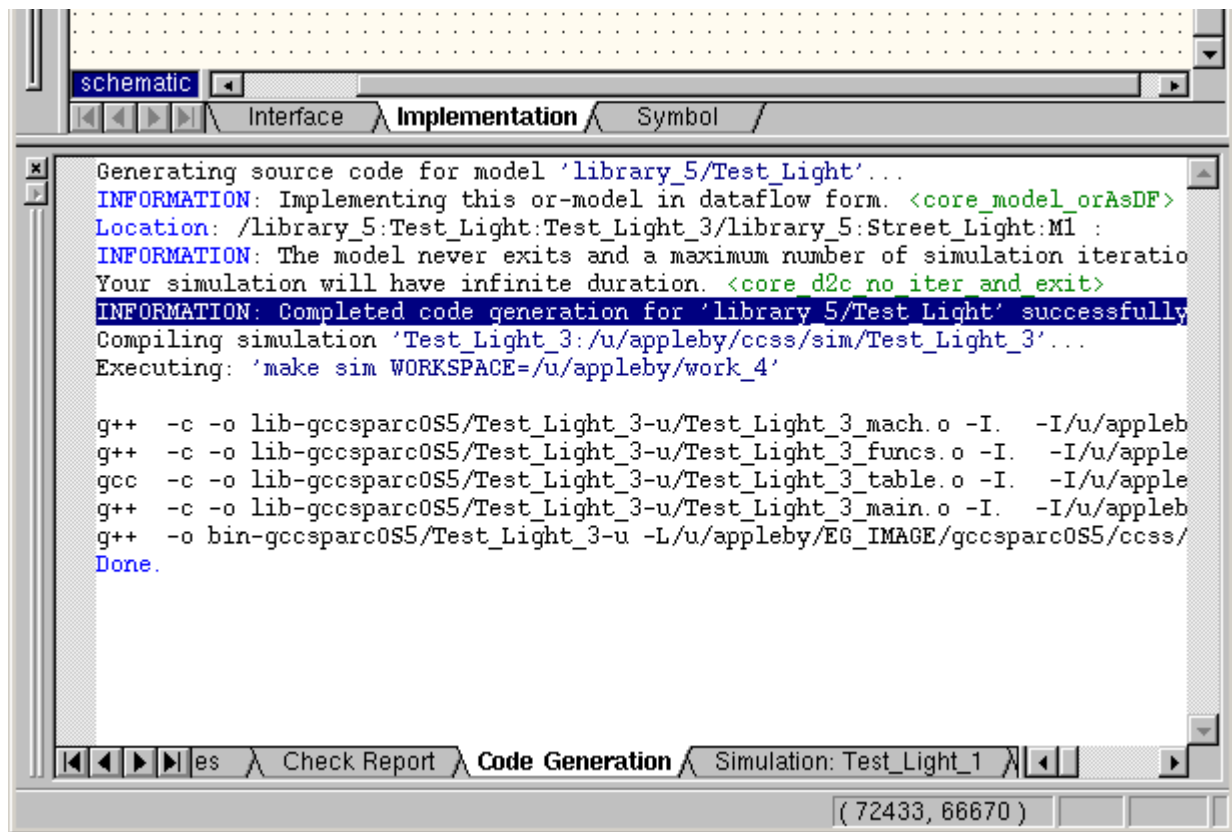 schematic
Interface Implementation Symbol
Generating source code for model 'library_5/Test_Light'...
INFORMATION: Implementing this or-model in dataflow form. <core_model_orAsDF>
Location: /library_5:Test_Light:Test_Light_3/library_5:Street_Light:M1 :
INFORMATION: The model never exits and a maximum number of simulation iteratio
Your simulation will have infinite duration. <core_d2c_no_iter_and_exit>
INFORMATION: Completed code generation for 'library_5/Test_Light' successfully
Compiling simulation 'Test_Light_3:/u/appleby/ccss/sim/Test_Light_3'...
Executing: 'make sim WORKSPACE=/u/appleby/work_4'
g++ -c -o lib-gccsparcOS5/Test_Light_3-u/Test_Light_3_mach.o -I. -I/u/appleb
g++ -c -o lib-gccsparcOS5/Test_Light_3-u/Test_Light_3_funcs.o -I. -I/u/apple
gcc -c -o lib-gccsparcOS5/Test_Light_3-u/Test_Light_3_table.o -I. -I/u/apple
g++ -c -o lib-gccsparcOS5/Test_Light_3-u/Test_Light_3_main.o -I. -I/u/appleb
g++ -o bin-gccsparcOS5/Test_Light_3-u -L/u/appleby/EG_IMAGE/gccsparcOS5/ccss/
Done.
es Check Report Code Generation Simulation: Test_Light_1
( 72433, 66670 )